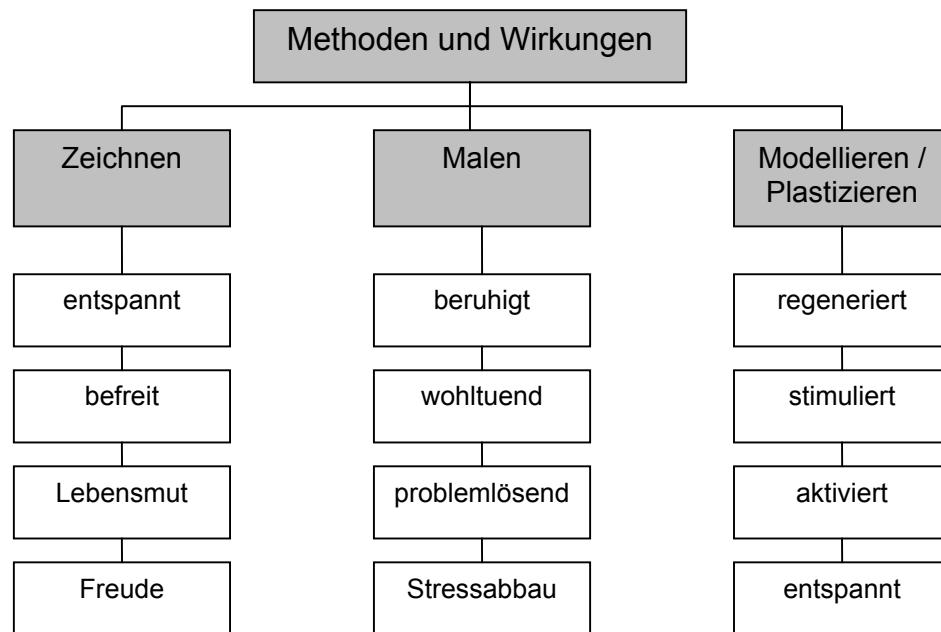 Methoden und Wirkungen
Zeichnen
entspannt
befreit
Lebensmut
Freude
Malen
beruhigt
wohltuend
problemlösend
Stressabbau
Modellieren /
Plastizieren
regeneriert
stimuliert
aktiviert
entspannt